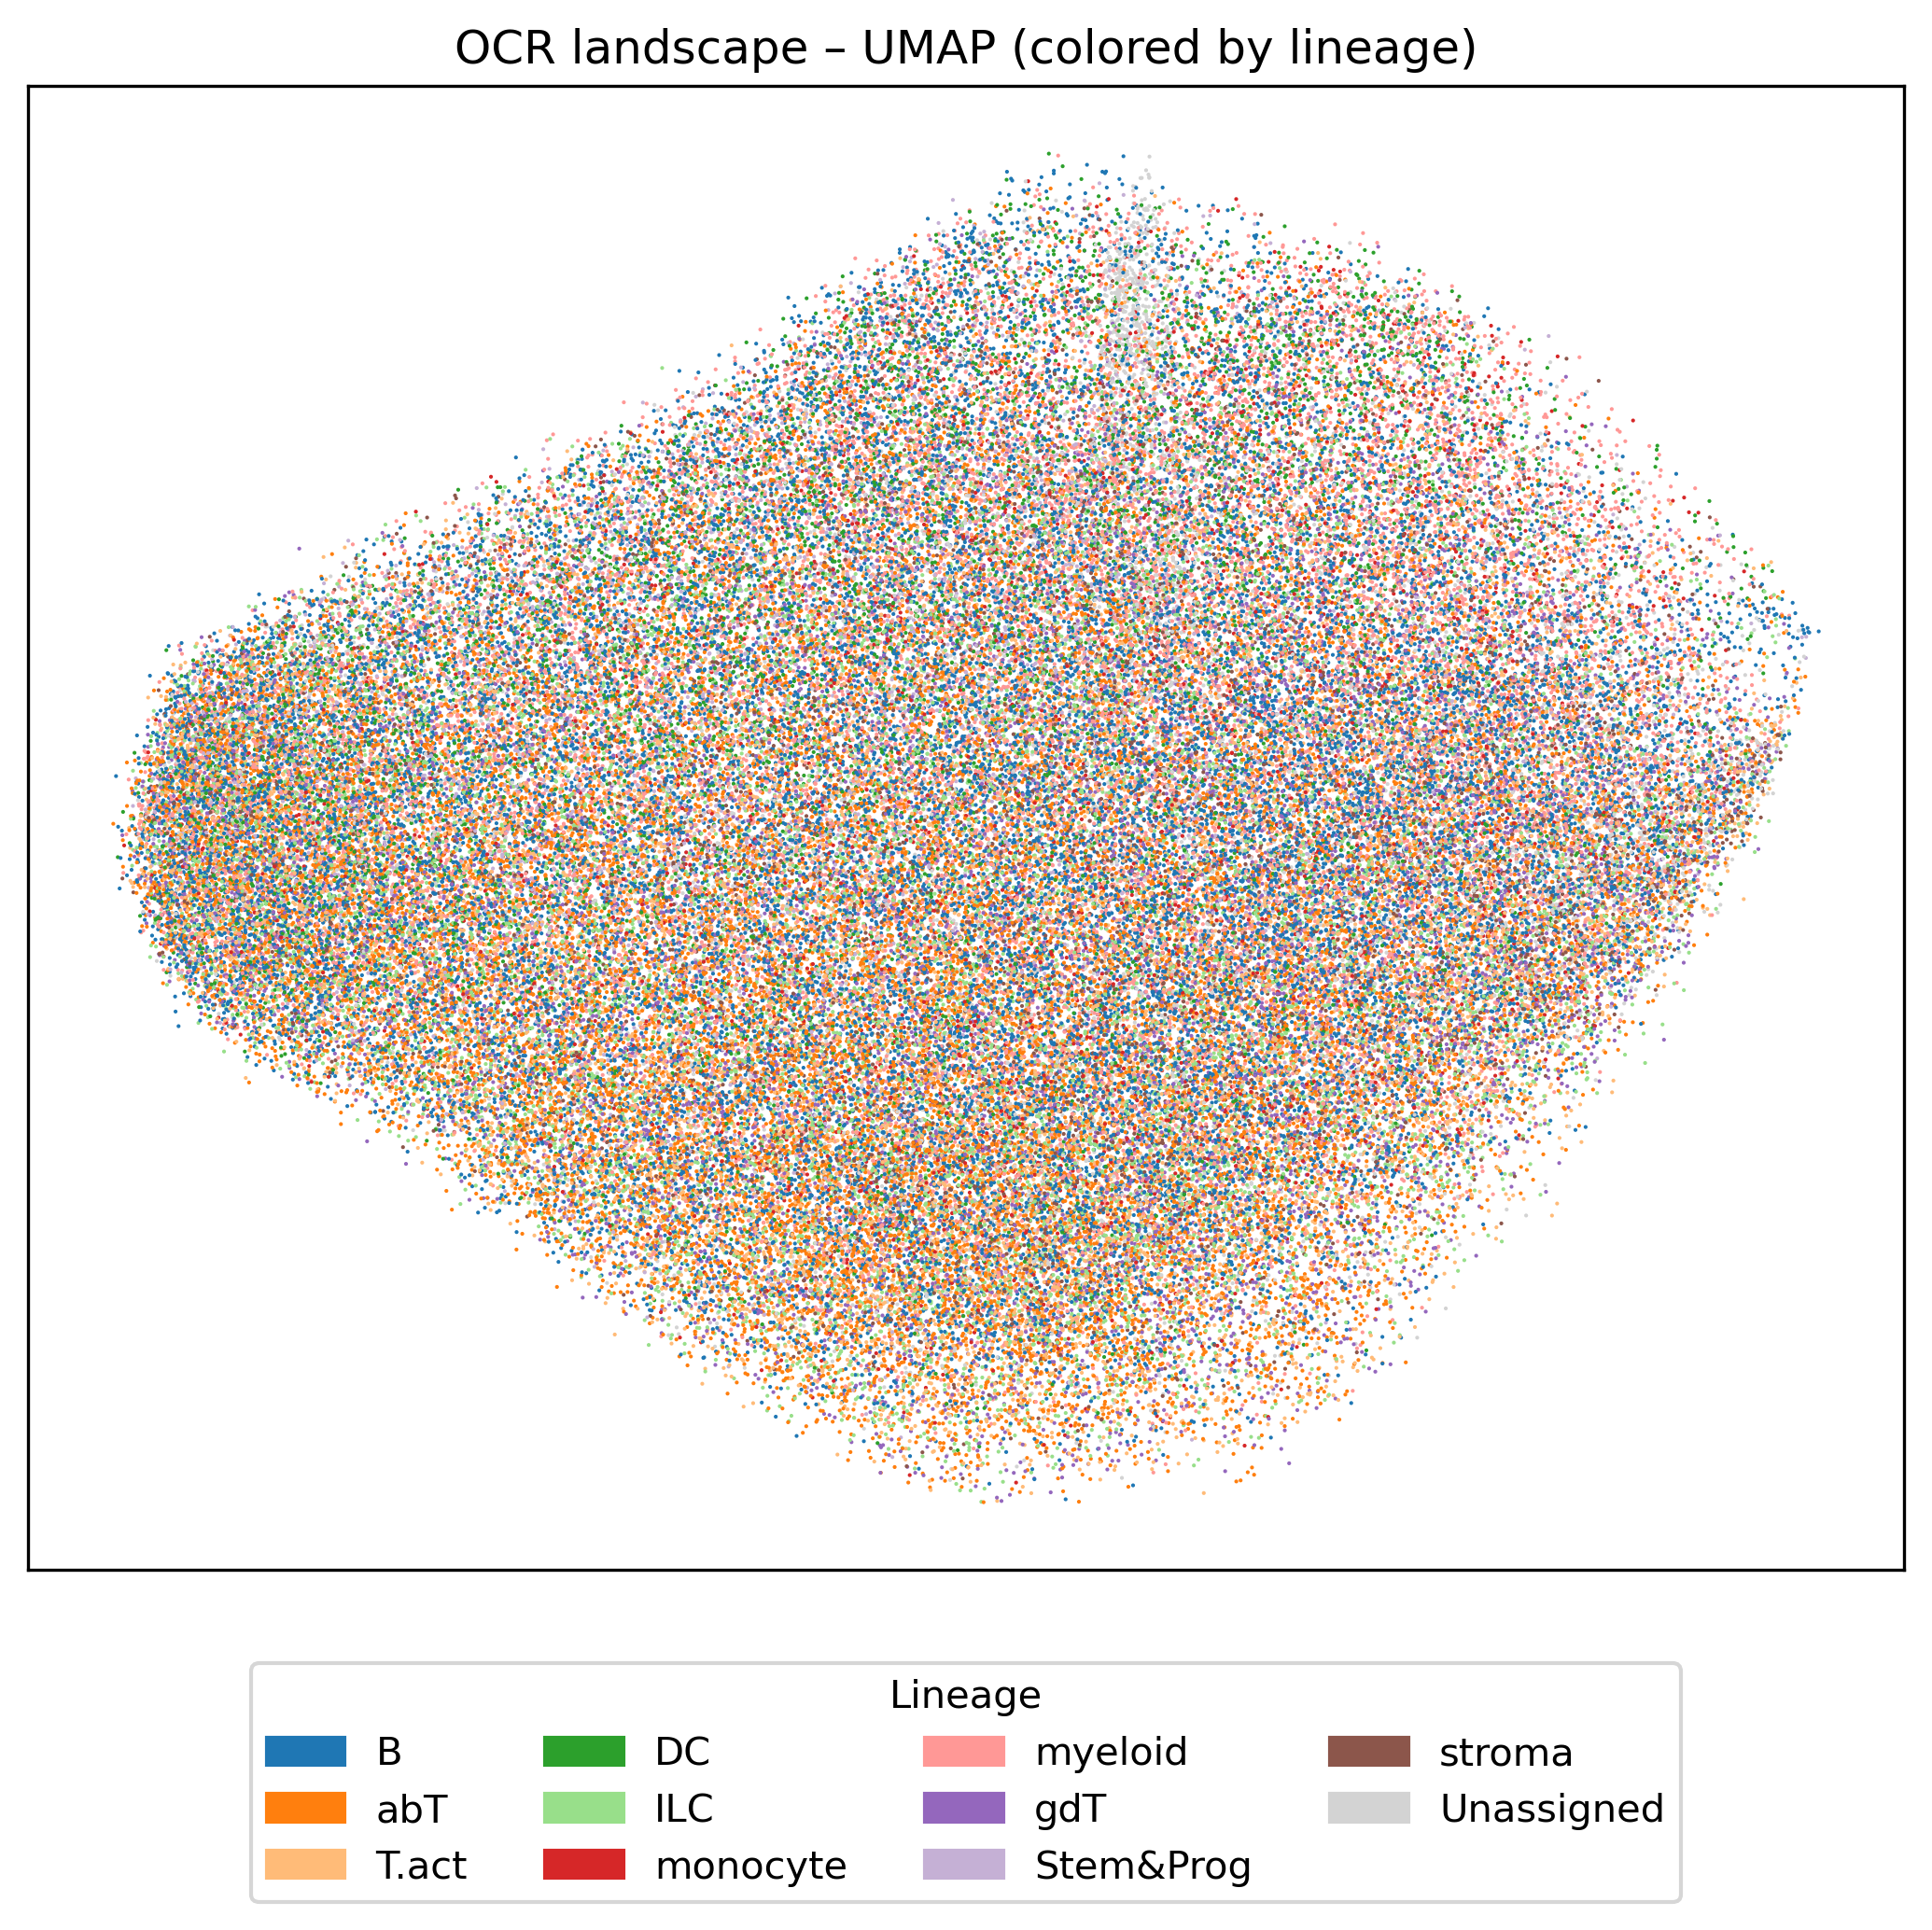 OCR landscape – UMAP (colored by lineage)
Lineage
B
abT
T.act
DC
ILC
monocyte
myeloid
gdT
Stem&Prog
stroma
Unassigned